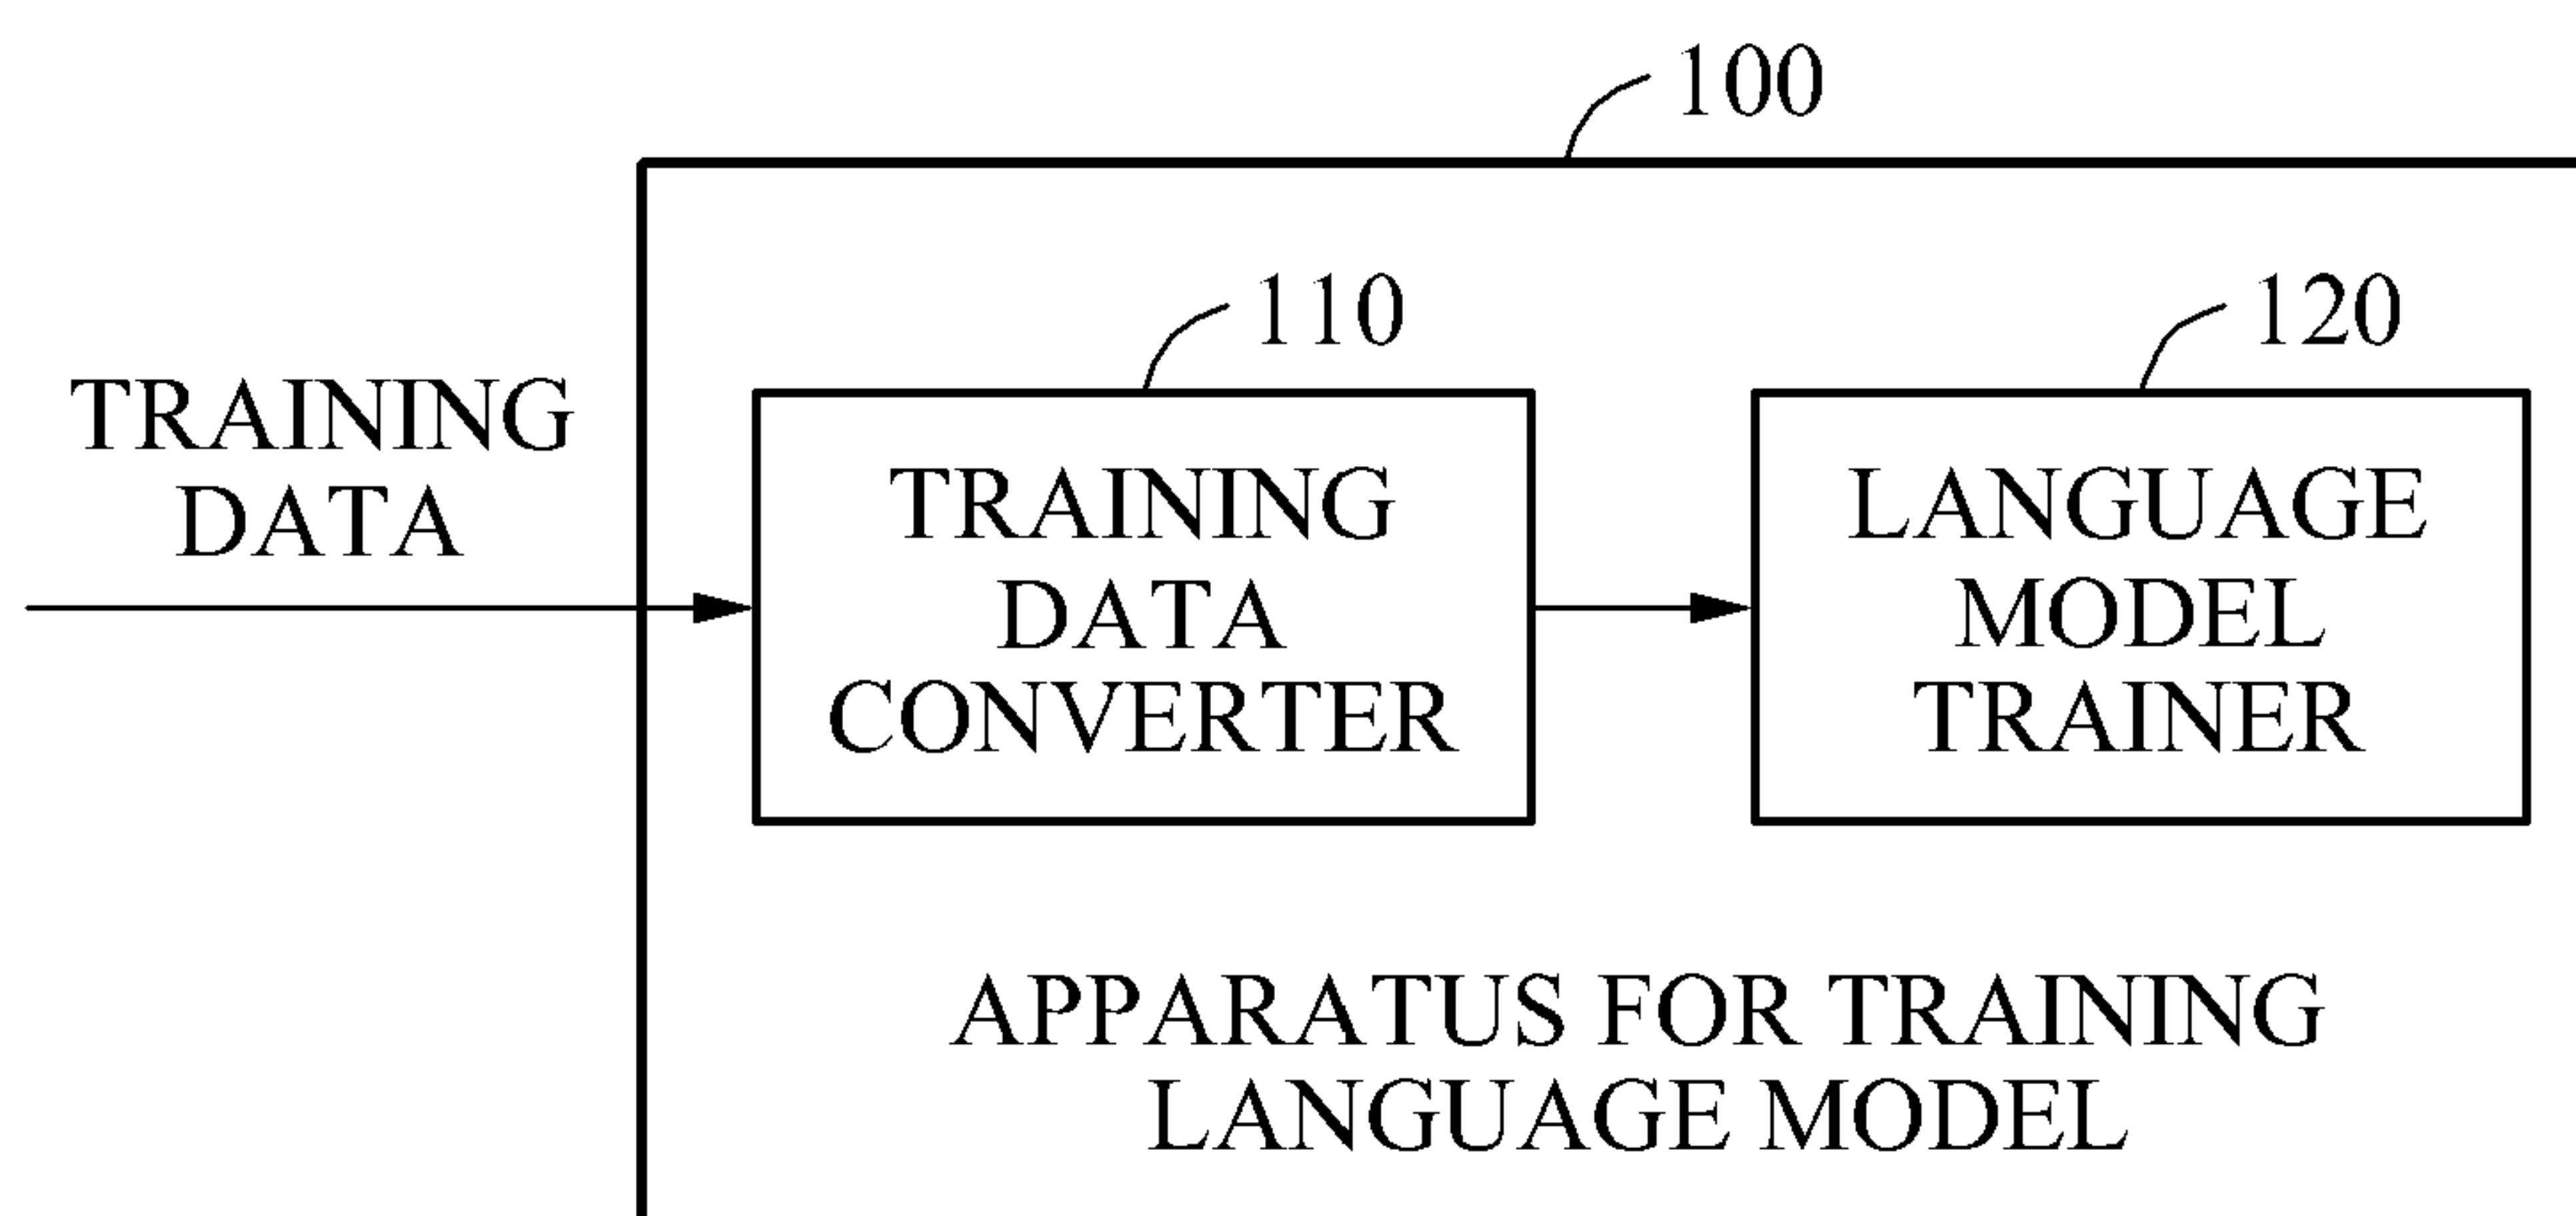 100
110
120
TRAINING
DATA
TRAINING
DATA
CONVERTER
LANGUAGE
MODEL
TRAINER
APPARATUS FOR TRAINING
LANGUAGE MODEL